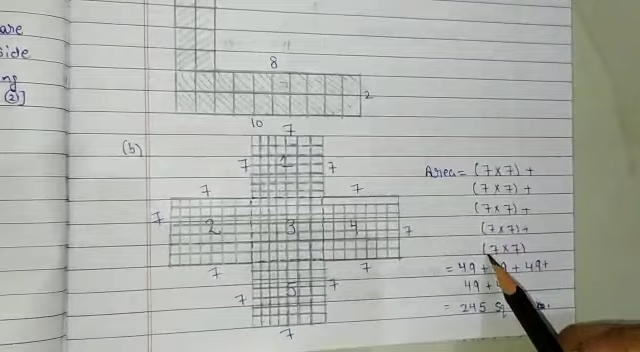 are
side
ng
(2)]
8
2
10
(b)
7
7 1 7
7 7
7 2 3 4 7
7 7
7 5 7
7
Area = (7×7) +
(7×7) +
(7×7) +
(7×7) +
(7×7)
= 49 + 49 + 49+
49 + 4
= 245 Sq